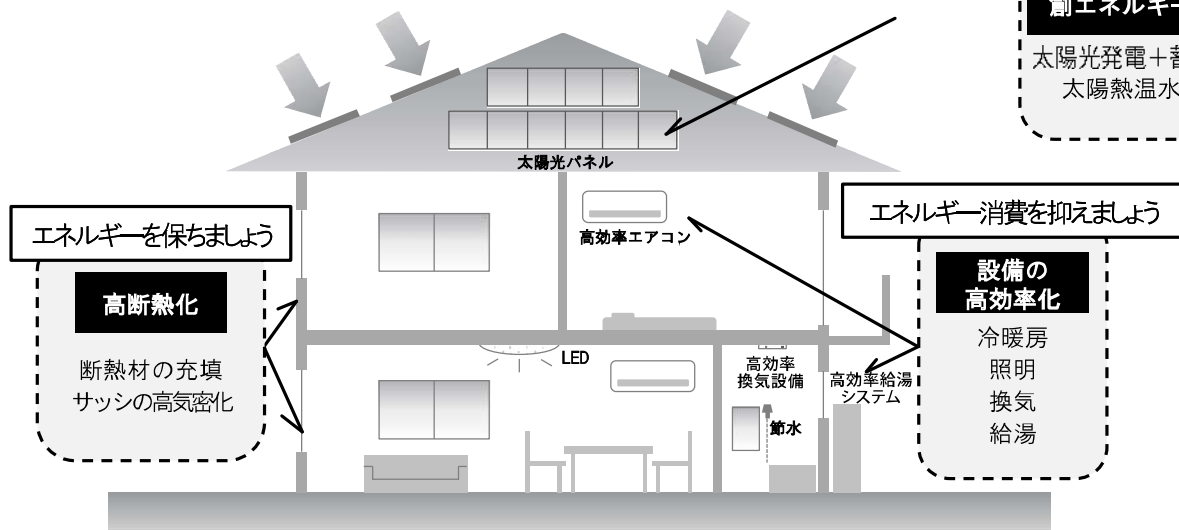 創エネルギー
太陽光発電＋蓄
太陽熱温水
太陽光パネル
エネルギーを保ちましょう
高断熱化
断熱材の充填
サッシの高気密化
高効率エアコン
エネルギー消費を抑えましょう
設備の
高効率化
冷暖房
照明
換気
給湯
LED
高効率
換気設備
高効率給湯
システム
節水